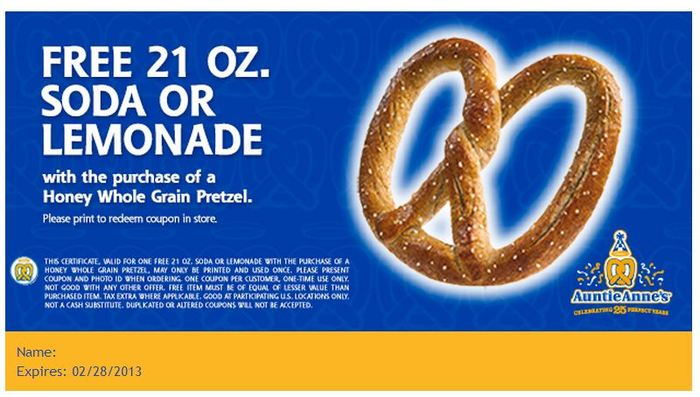 FREE 21 OZ.
SODA OR
LEMONADE
with the purchase of a
Honey Whole Grain Pretzel.
Please print to redeem coupon in store.
THIS CERTIFICATE, VALID FOR ONE FREE 21 OZ. SODA OR LEMONADE WITH THE PURCHASE OF A
HONEY WHOLE GRAIN PRETZEL, MAY ONLY BE PRINTED AND USED ONCE. PLEASE PRESENT
COUPON AND PHOTO ID WHEN ORDERING. ONE COUPON PER CUSTOMER, ONE-TIME USE ONLY.
NOT GOOD WITH ANY OTHER OFFER. FREE ITEM MUST BE OF EQUAL OF LESSER VALUE THAN
PURCHASED ITEM. TAX EXTRA WHERE APPLICABLE. GOOD AT PARTICIPATING U.S. LOCATIONS ONLY.
NOT A CASH SUBSTITUTE. DUPLICATED OR ALTERED COUPONS WILL NOT BE ACCEPTED.
AuntieAnne's
CELEBRATING 25 PERFECT YEARS
Name:
Expires: 02/28/2013